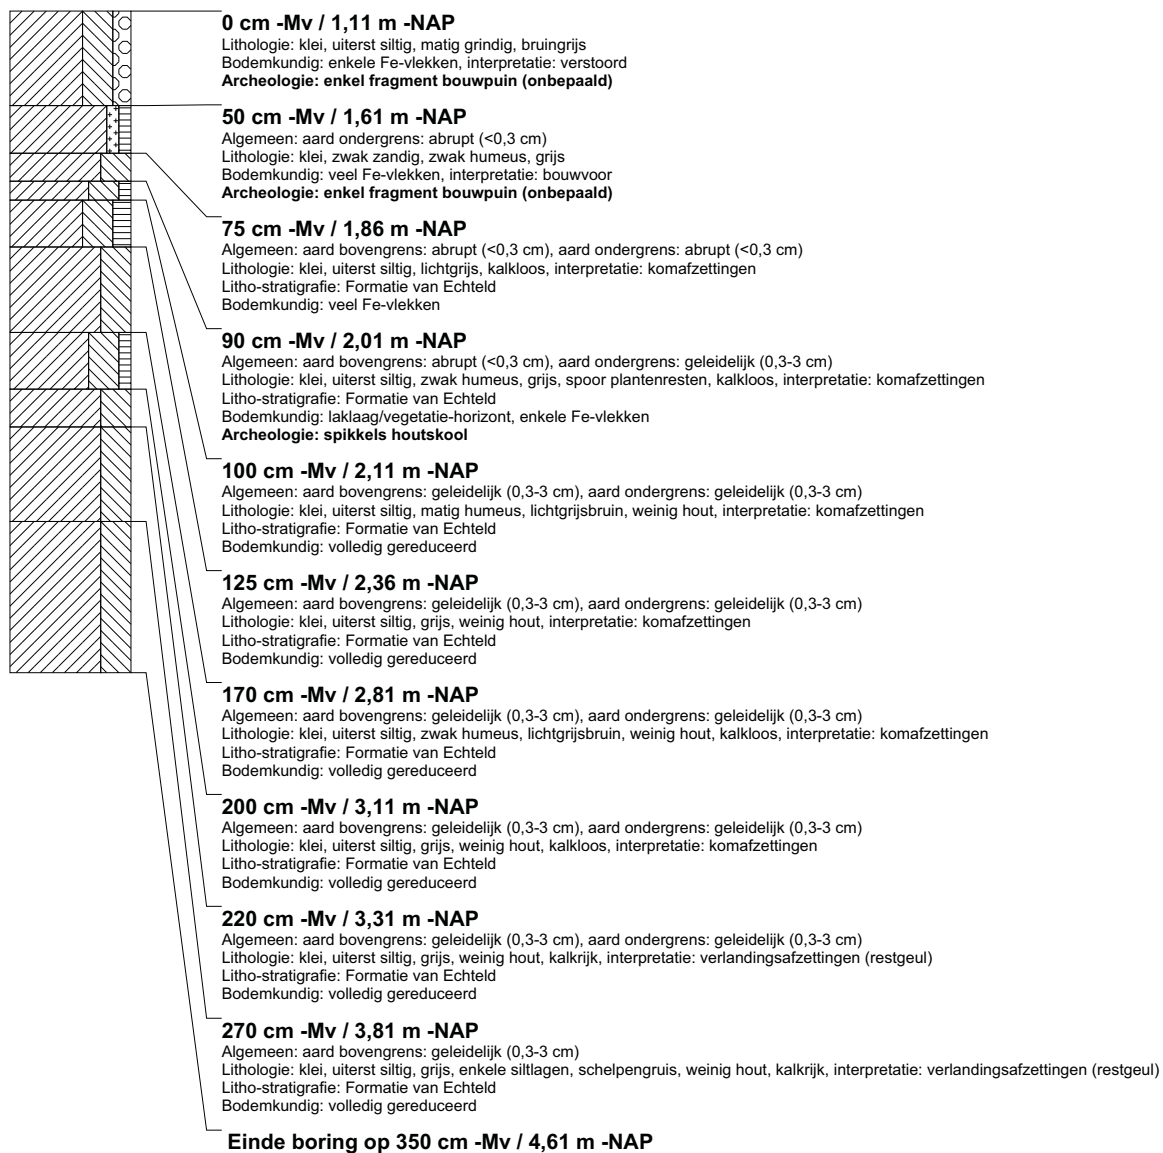 0 cm -Mv / 1,11 m -NAP
Lithologie: klei, uiterst siltig, matig grindig, bruingrijs
Bodemkundig: enkele Fe-vlekken, interpretatie: verstoord
Archeologie: enkel fragment bouwpuin (onbepaald)
50 cm -Mv / 1,61 m -NAP
Algemeen: aard ondergrens: abrupt (<0,3 cm)
Lithologie: klei, zwak zandig, zwak humeus, grijs
Bodemkundig: veel Fe-vlekken, interpretatie: bouwvoor
Archeologie: enkel fragment bouwpuin (onbepaald)
75 cm -Mv / 1,86 m -NAP
Algemeen: aard bovengrens: abrupt (<0,3 cm), aard ondergrens: abrupt (<0,3 cm)
Lithologie: klei, uiterst siltig, lichtgrijs, kalkloos, interpretatie: komafzettingen
Litho-stratigrafie: Formatie van Echteld
Bodemkundig: veel Fe-vlekken
90 cm -Mv / 2,01 m -NAP
Algemeen: aard bovengrens: abrupt (<0,3 cm), aard ondergrens: geleidelijk (0,3-3 cm)
Lithologie: klei, uiterst siltig, zwak humeus, grijs, spoor plantenresten, kalkloos, interpretatie: komafzettingen
Litho-stratigrafie: Formatie van Echteld
Bodemkundig: laklaag/vegetatie-horizont, enkele Fe-vlekken
Archeologie: spikkels houtskool
100 cm -Mv / 2,11 m -NAP
Algemeen: aard bovengrens: geleidelijk (0,3-3 cm), aard ondergrens: geleidelijk (0,3-3 cm)
Lithologie: klei, uiterst siltig, matig humeus, lichtgrijsbruin, weinig hout, interpretatie: komafzettingen
Litho-stratigrafie: Formatie van Echteld
Bodemkundig: volledig gereduceerd
125 cm -Mv / 2,36 m -NAP
Algemeen: aard bovengrens: geleidelijk (0,3-3 cm), aard ondergrens: geleidelijk (0,3-3 cm)
Lithologie: klei, uiterst siltig, grijs, weinig hout, interpretatie: komafzettingen
Litho-stratigrafie: Formatie van Echteld
Bodemkundig: volledig gereduceerd
170 cm -Mv / 2,81 m -NAP
Algemeen: aard bovengrens: geleidelijk (0,3-3 cm), aard ondergrens: geleidelijk (0,3-3 cm)
Lithologie: klei, uiterst siltig, zwak humeus, lichtgrijsbruin, weinig hout, kalkloos, interpretatie: komafzettingen
Litho-stratigrafie: Formatie van Echteld
Bodemkundig: volledig gereduceerd
200 cm -Mv / 3,11 m -NAP
Algemeen: aard bovengrens: geleidelijk (0,3-3 cm), aard ondergrens: geleidelijk (0,3-3 cm)
Lithologie: klei, uiterst siltig, grijs, weinig hout, kalkloos, interpretatie: komafzettingen
Litho-stratigrafie: Formatie van Echteld
Bodemkundig: volledig gereduceerd
220 cm -Mv / 3,31 m -NAP
Algemeen: aard bovengrens: geleidelijk (0,3-3 cm), aard ondergrens: geleidelijk (0,3-3 cm)
Lithologie: klei, uiterst siltig, grijs, weinig hout, kalkrijk, interpretatie: verlandingsafzettingen (restgeul)
Litho-stratigrafie: Formatie van Echteld
Bodemkundig: volledig gereduceerd
270 cm -Mv / 3,81 m -NAP
Algemeen: aard bovengrens: geleidelijk (0,3-3 cm)
Lithologie: klei, uiterst siltig, grijs, enkele siltlagen, schelpengruis, weinig hout, kalkrijk, interpretatie: verlandingsafzettingen (restgeul)
Litho-stratigrafie: Formatie van Echteld
Bodemkundig: volledig gereduceerd
Einde boring op 350 cm -Mv / 4,61 m -NAP